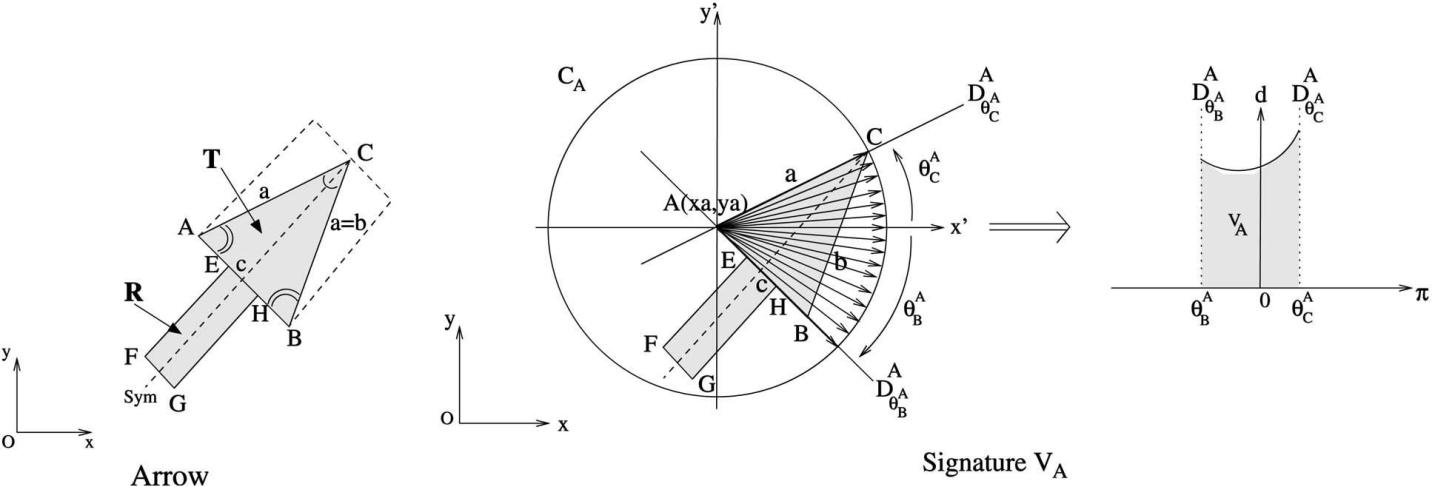 T
C
a
A
a=b
E
c
R
H
B
F
Sym
G
y
O
x
Arrow
y'
C_A
D^A_{θ^A_C}
C
θ^A_C
a
A(xa,ya)
x'
E
b
c
H
θ^A_B
B
F
G
D^A_{θ^A_B}
y
O
x
Signature V_A
D^A_{θ^A_B}
d
D^A_{θ^A_C}
V_A
π
θ^A_B
0
θ^A_C